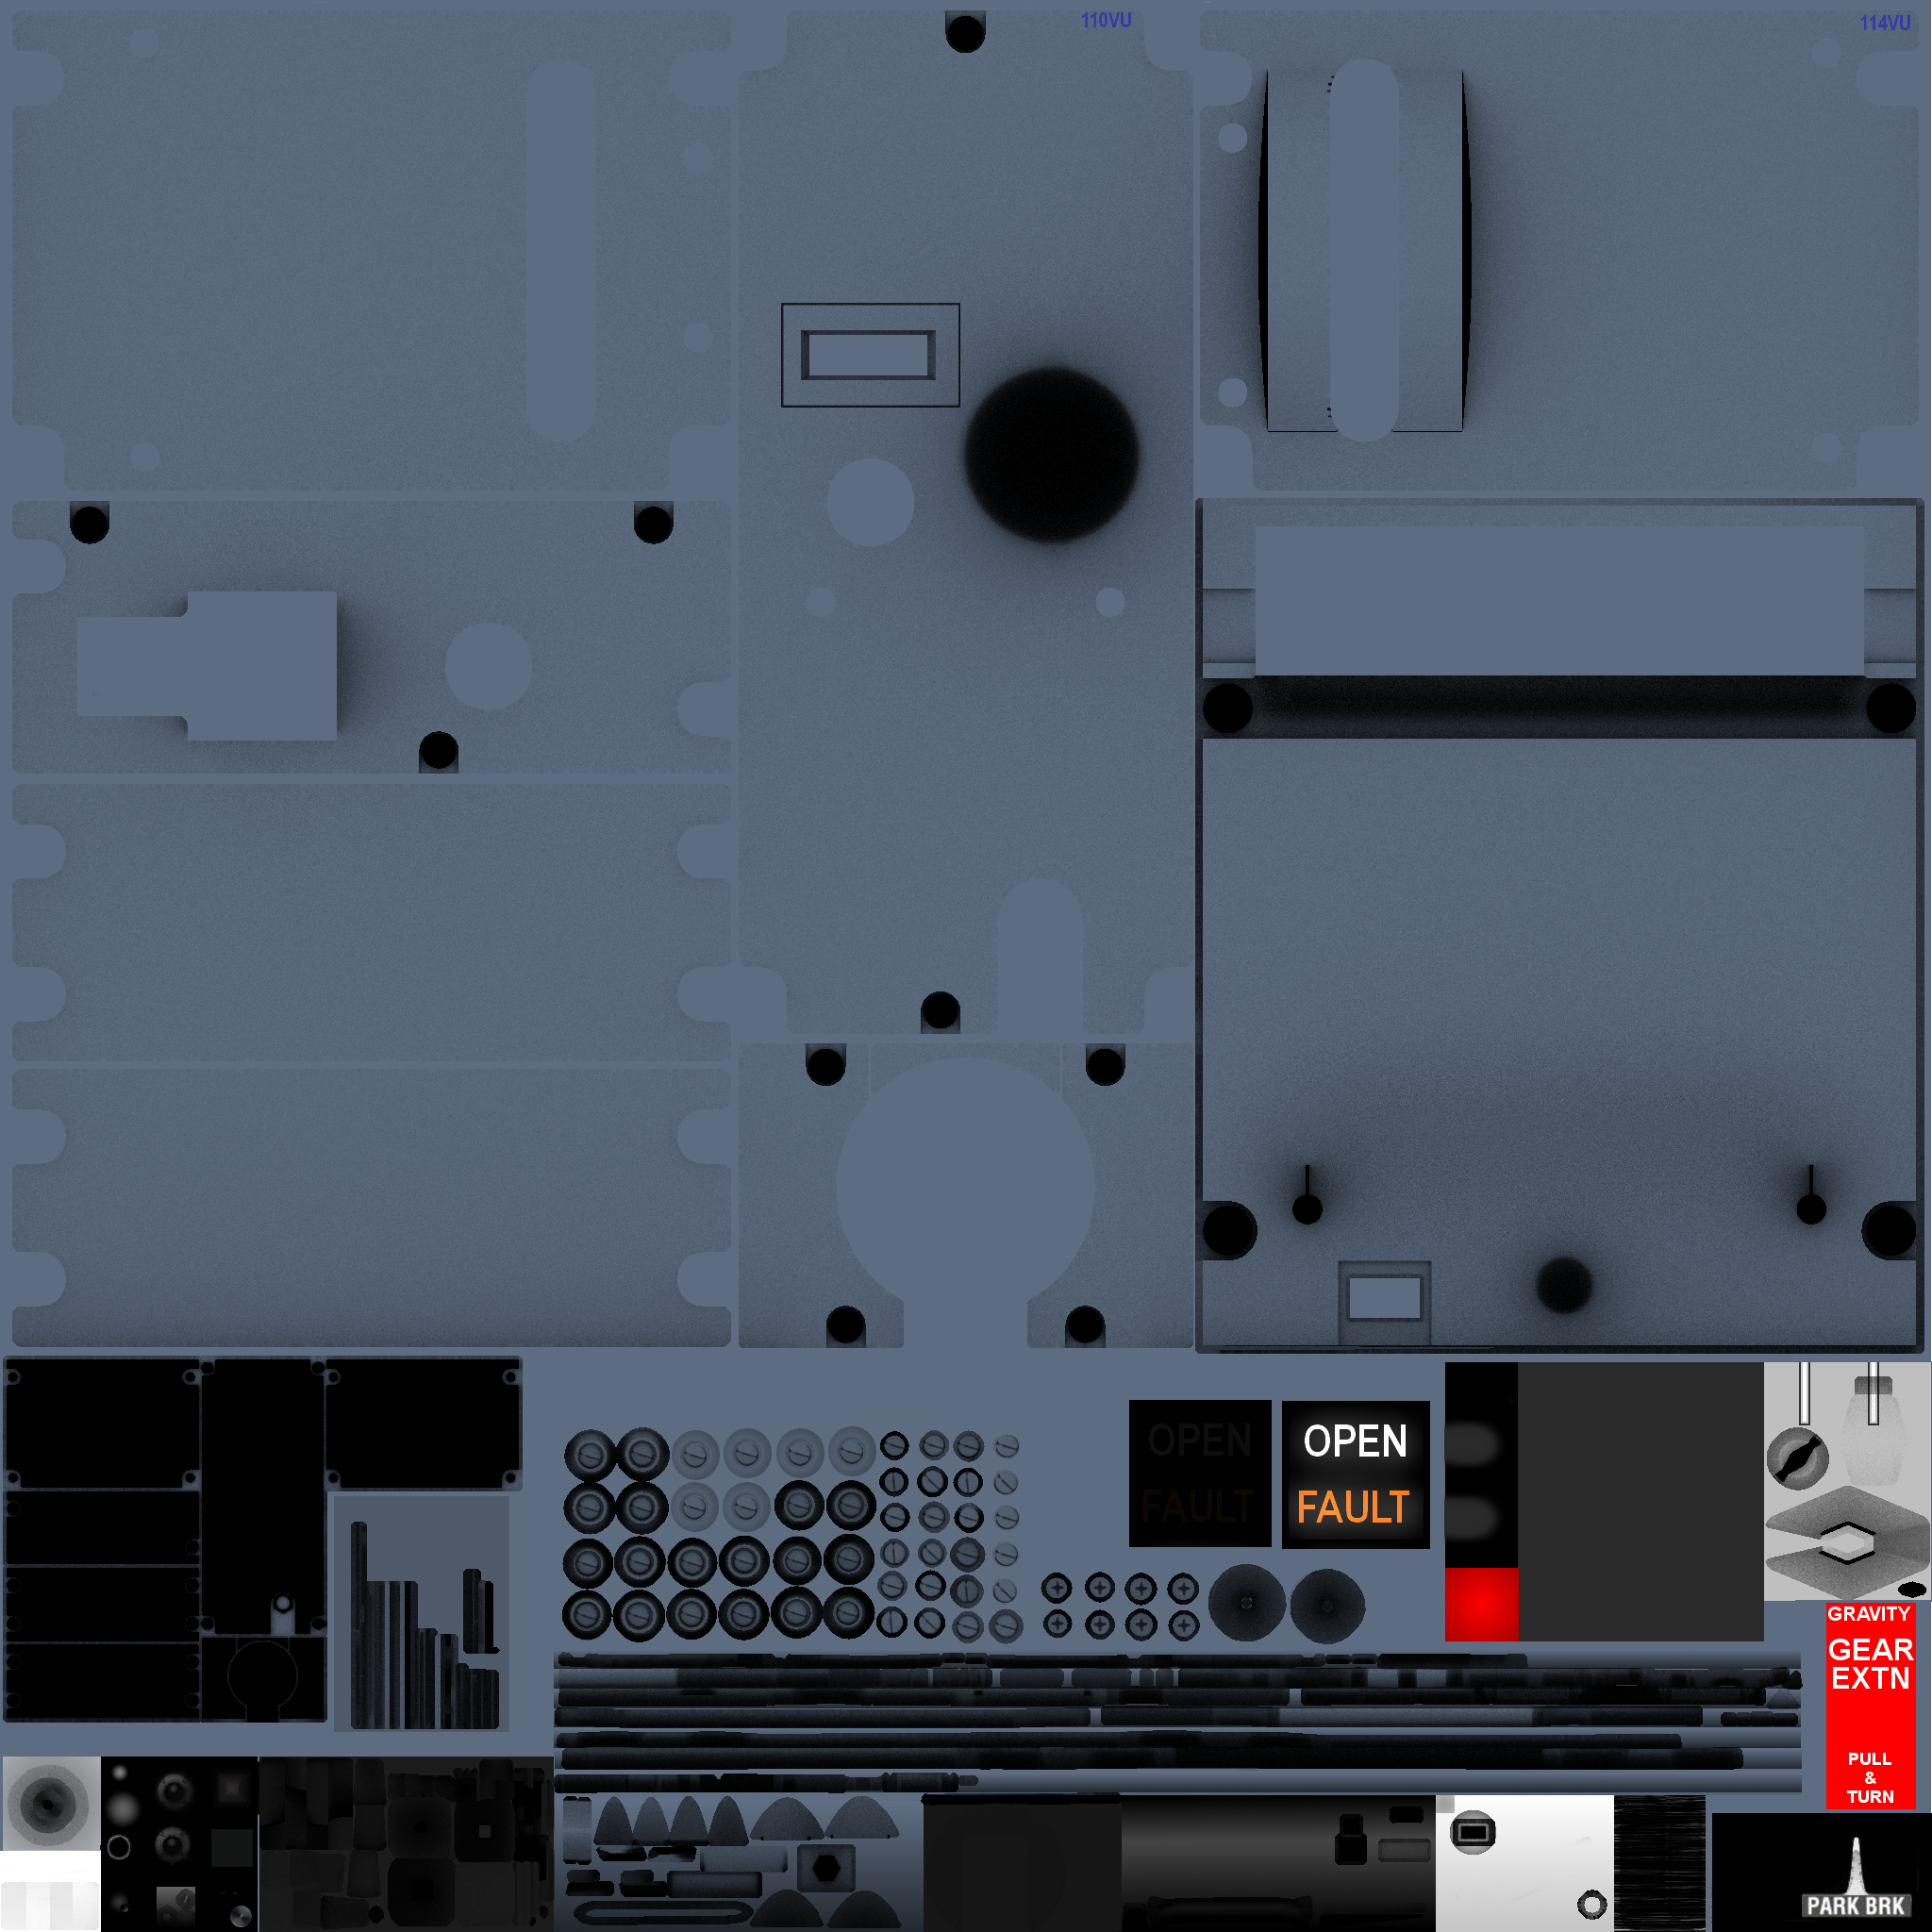 110VU
114VU
OPEN
FAULT
OPEN
FAULT
GRAVITY
GEAR
EXTN
PULL
&
TURN
PARK BRK